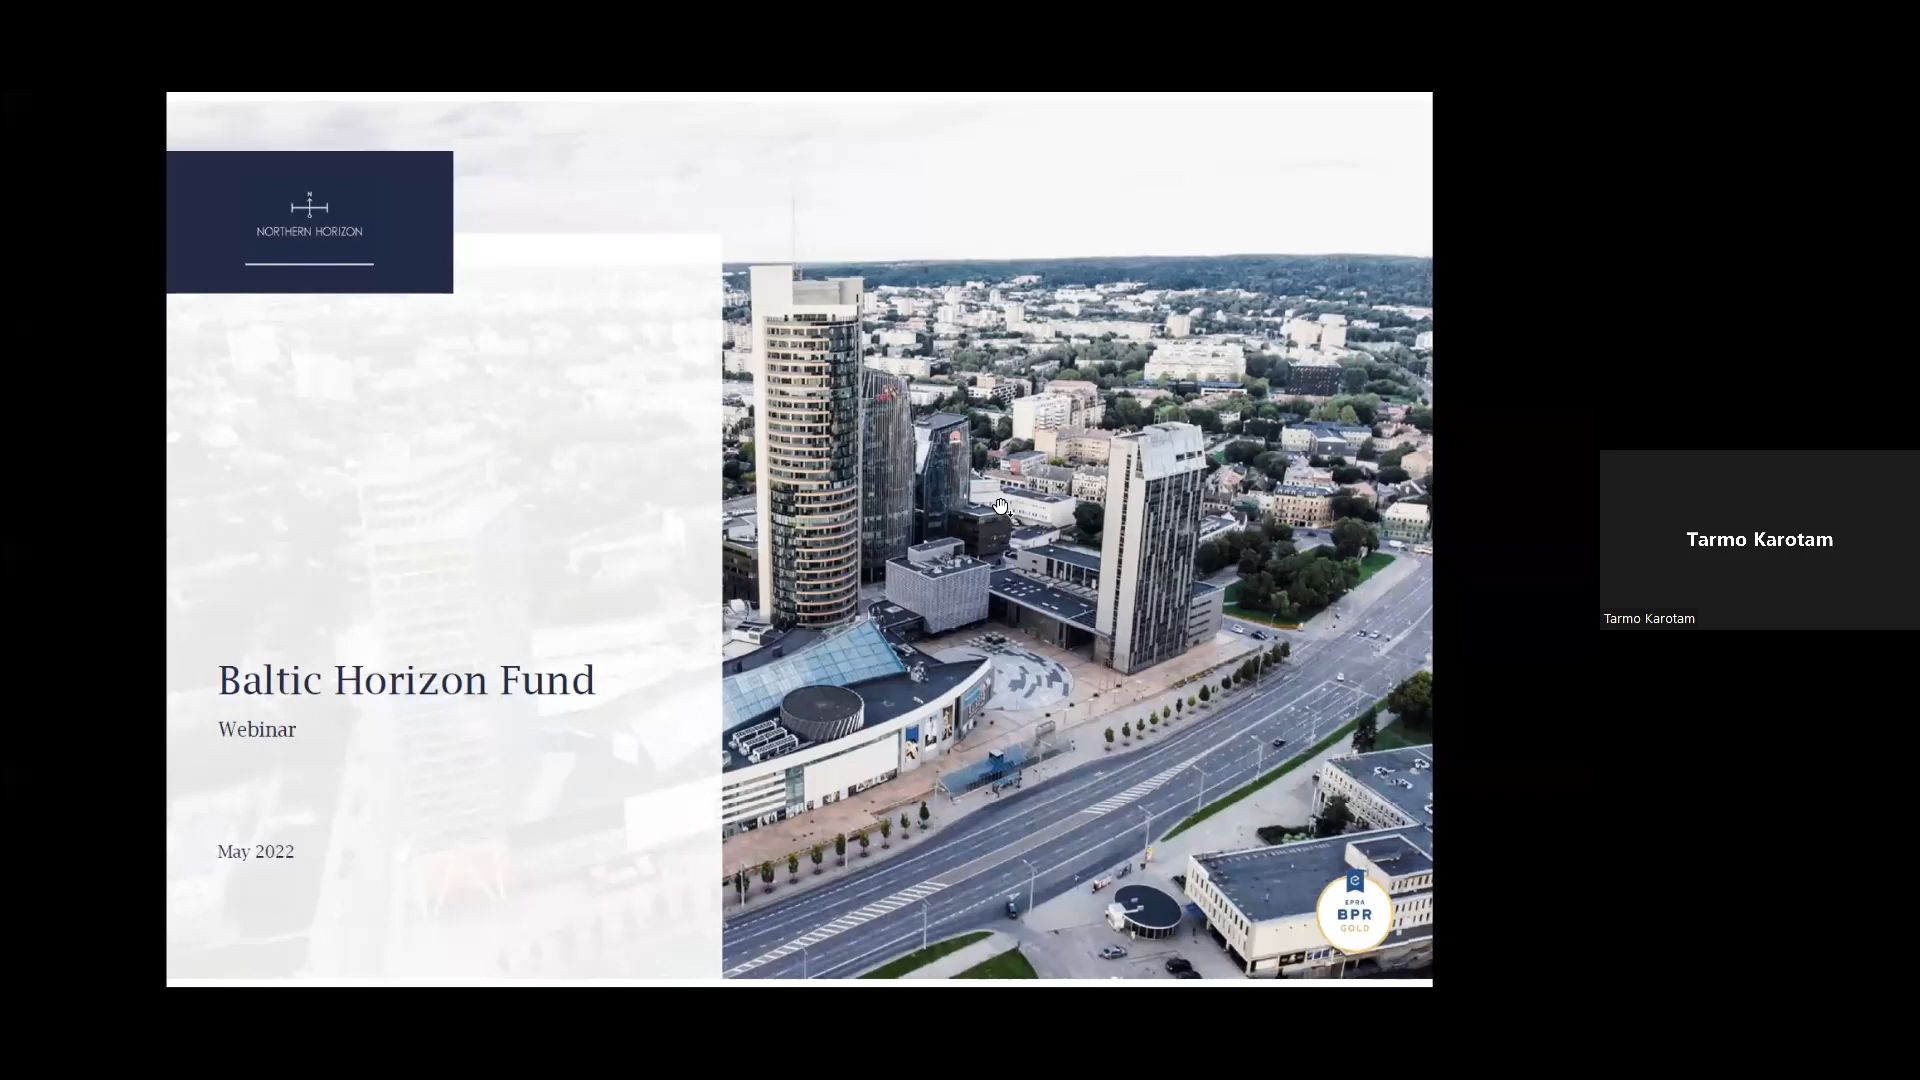 N
NORTHERN HORIZON
Baltic Horizon Fund
Webinar
May 2022
EPRA
BPR
GOLD
Tarmo Karotam
Tarmo Karotam